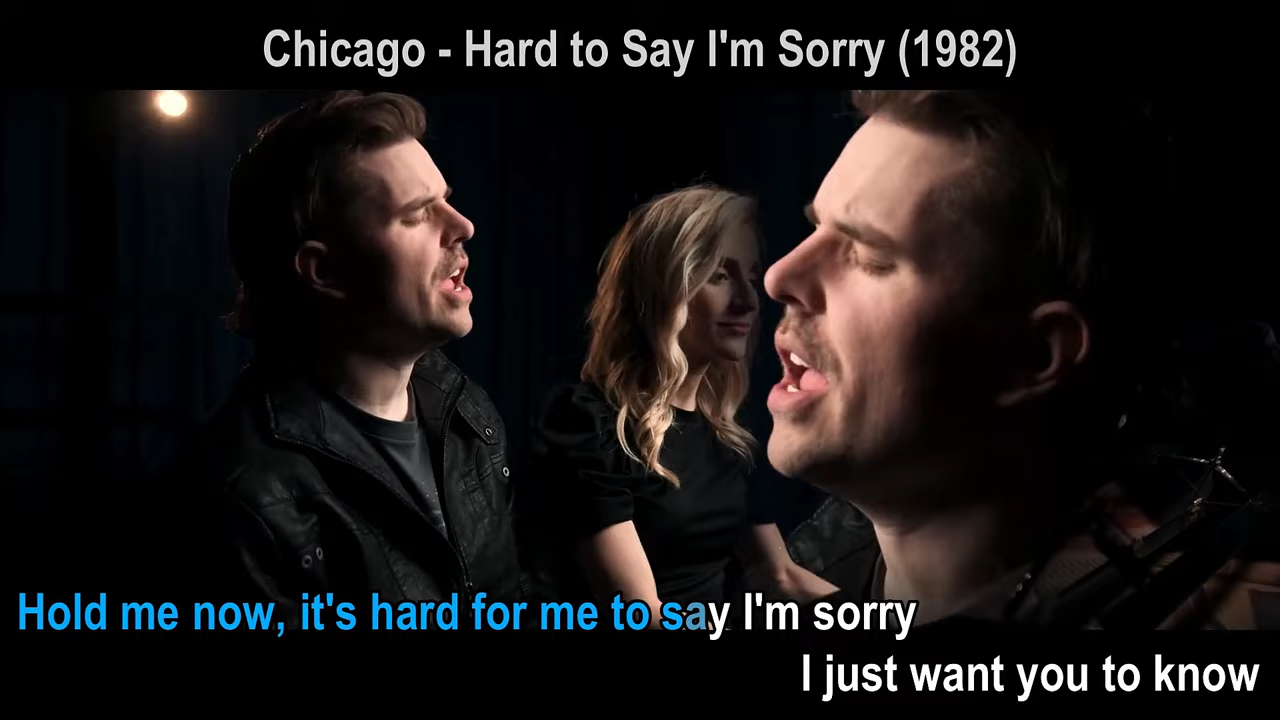 Chicago - Hard to Say I'm Sorry (1982)
Hold me now, it's hard for me to say I'm sorry
I just want you to know